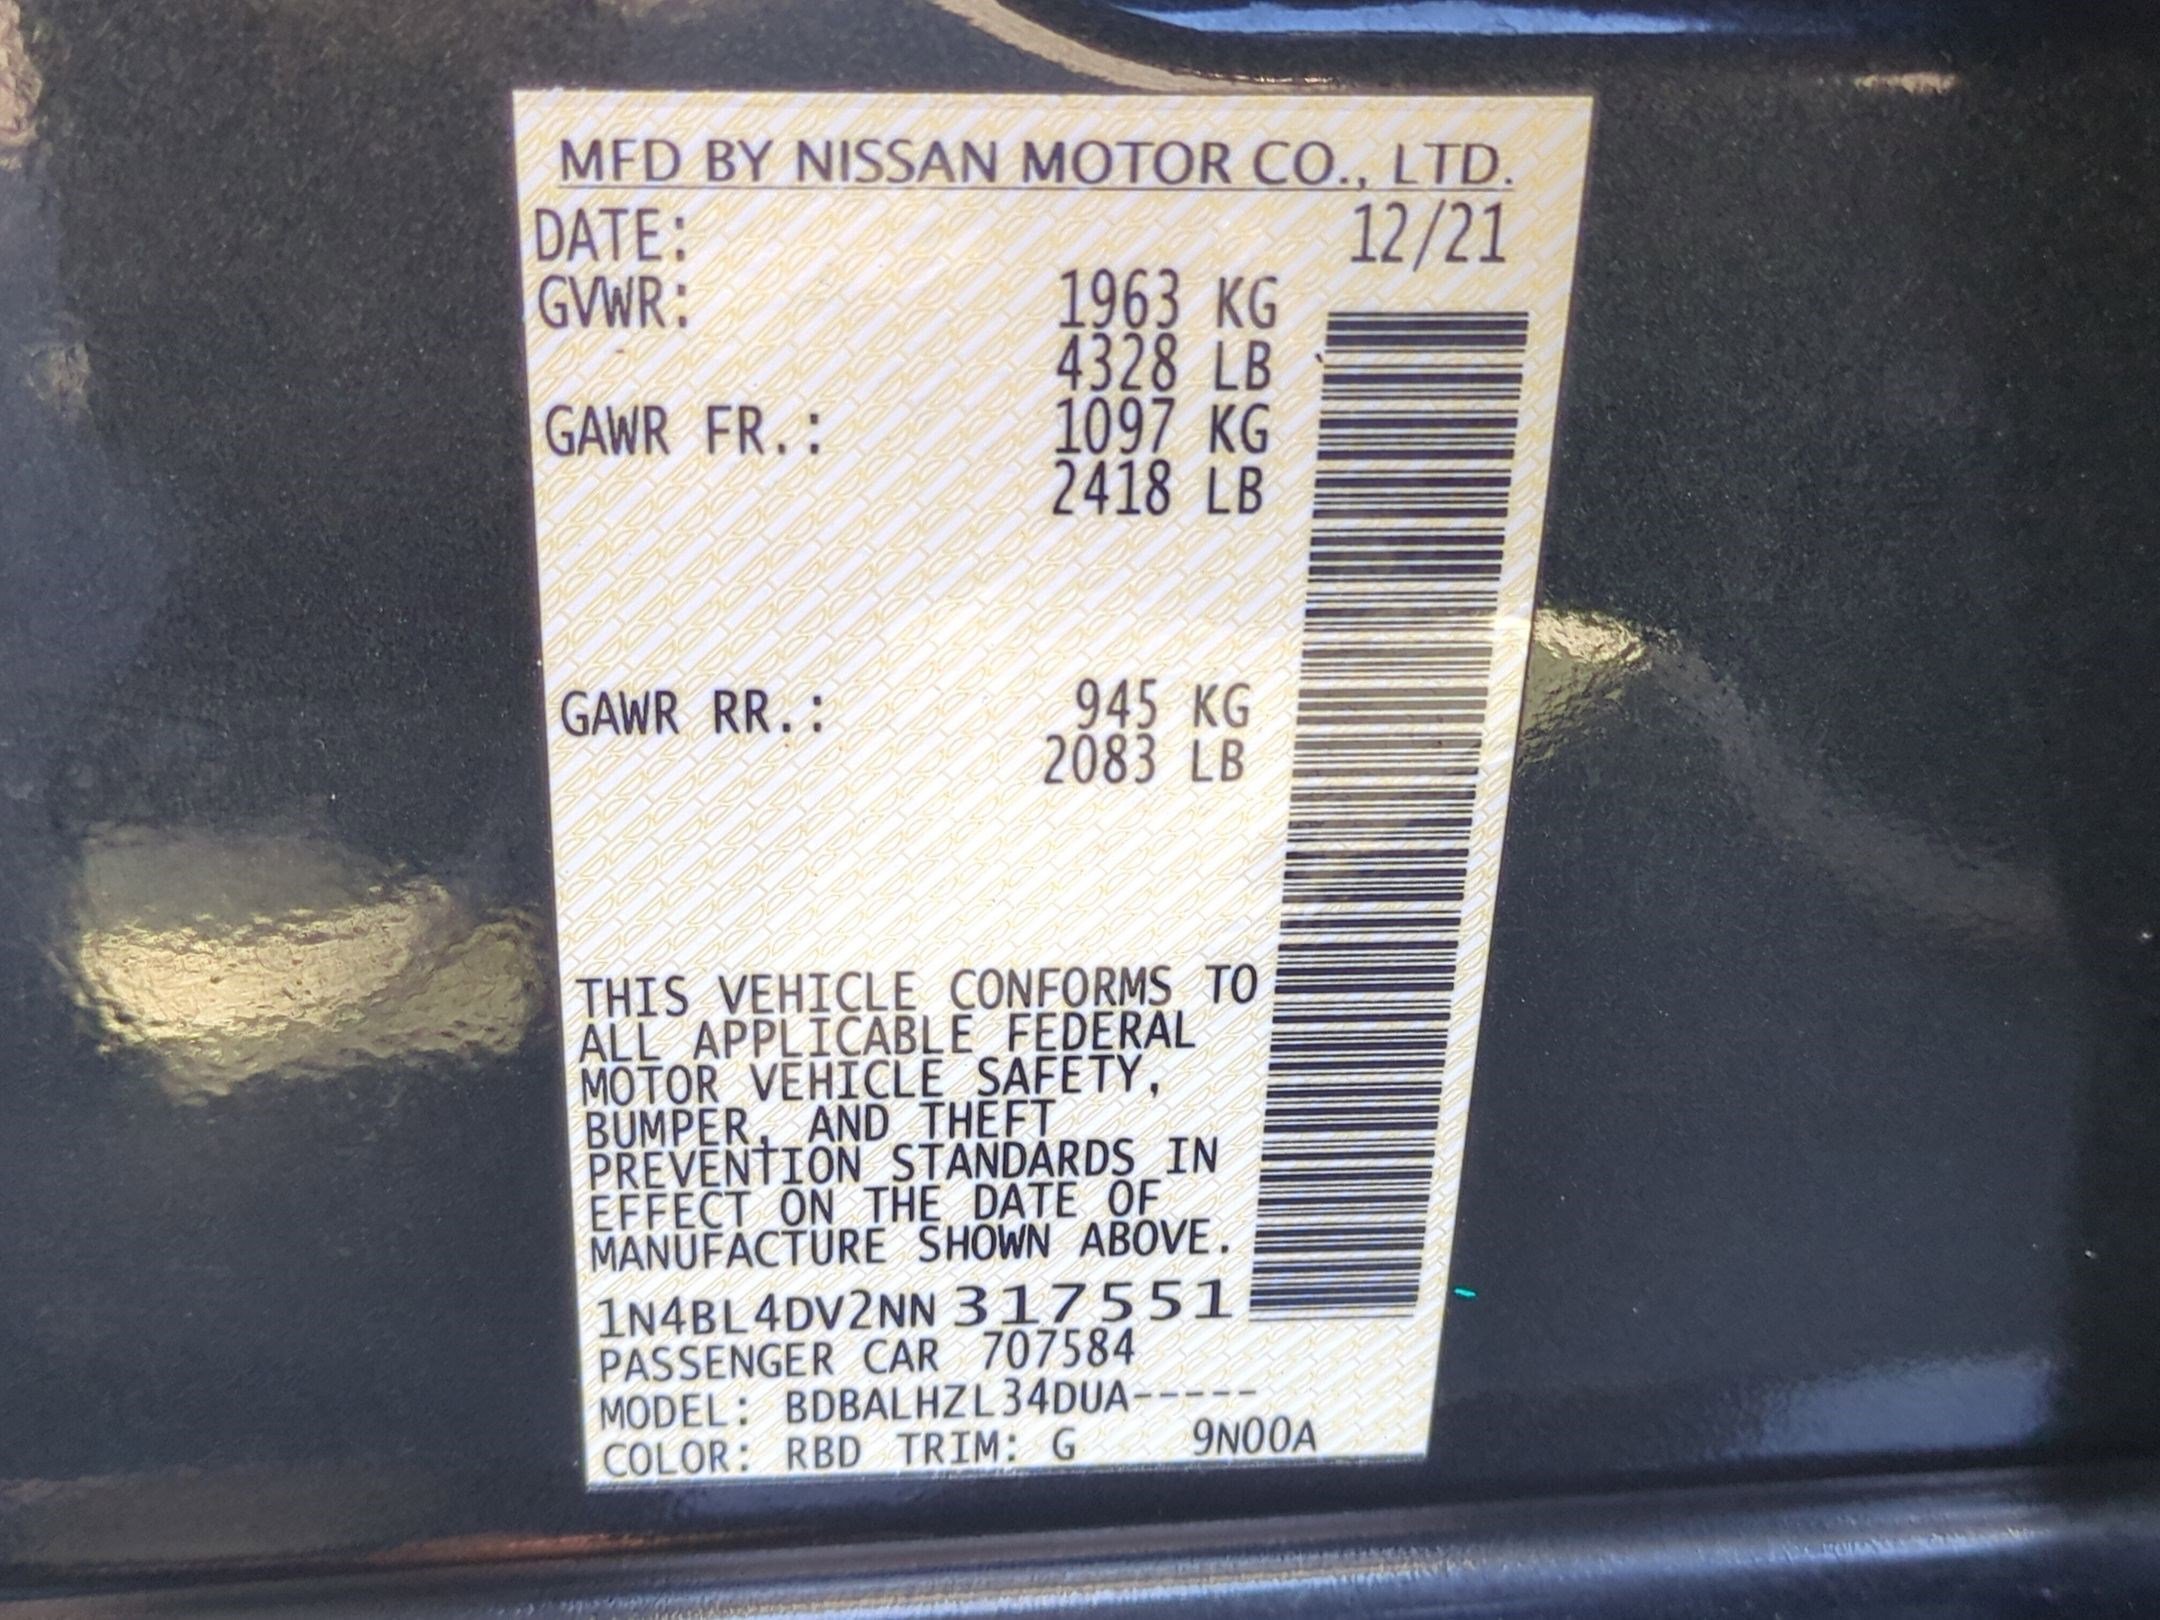 MFD BY NISSAN MOTOR CO., LTD.
DATE: 12/21
GVWR: 1963 KG
4328 LB
GAWR FR.: 1097 KG
2418 LB
GAWR RR.: 945 KG
2083 LB
THIS VEHICLE CONFORMS TO
ALL APPLICABLE FEDERAL
MOTOR VEHICLE SAFETY,
BUMPER, AND THEFT
PREVENTION STANDARDS IN
EFFECT ON THE DATE OF
MANUFACTURE SHOWN ABOVE.
1N4BL4DV2NN317551
PASSENGER CAR 707584
MODEL: BDBALHZL34DUA-----
COLOR: RBD TRIM: G 9N00A